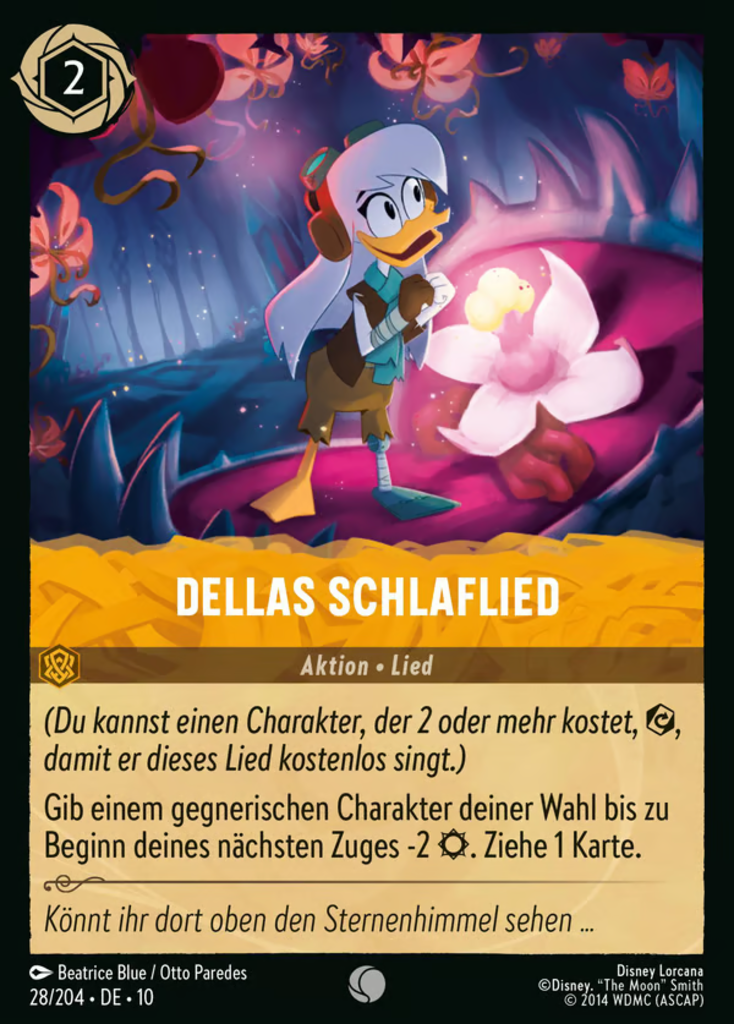 2
DELLAS SCHLAFLIED
Aktion • Lied
(Du kannst einen Charakter, der 2 oder mehr kostet, ,
damit er dieses Lied kostenlos singt.)
Gib einem gegnerischen Charakter deiner Wahl bis zu
Beginn deines nächsten Zuges -2 . Ziehe 1 Karte.
Könnt ihr dort oben den Sternenhimmel sehen ...
Beatrice Blue / Otto Paredes
28/204 • DE • 10
Disney Lorcana
©Disney. "The Moon" Smith
© 2014 WDMC (ASCAP)